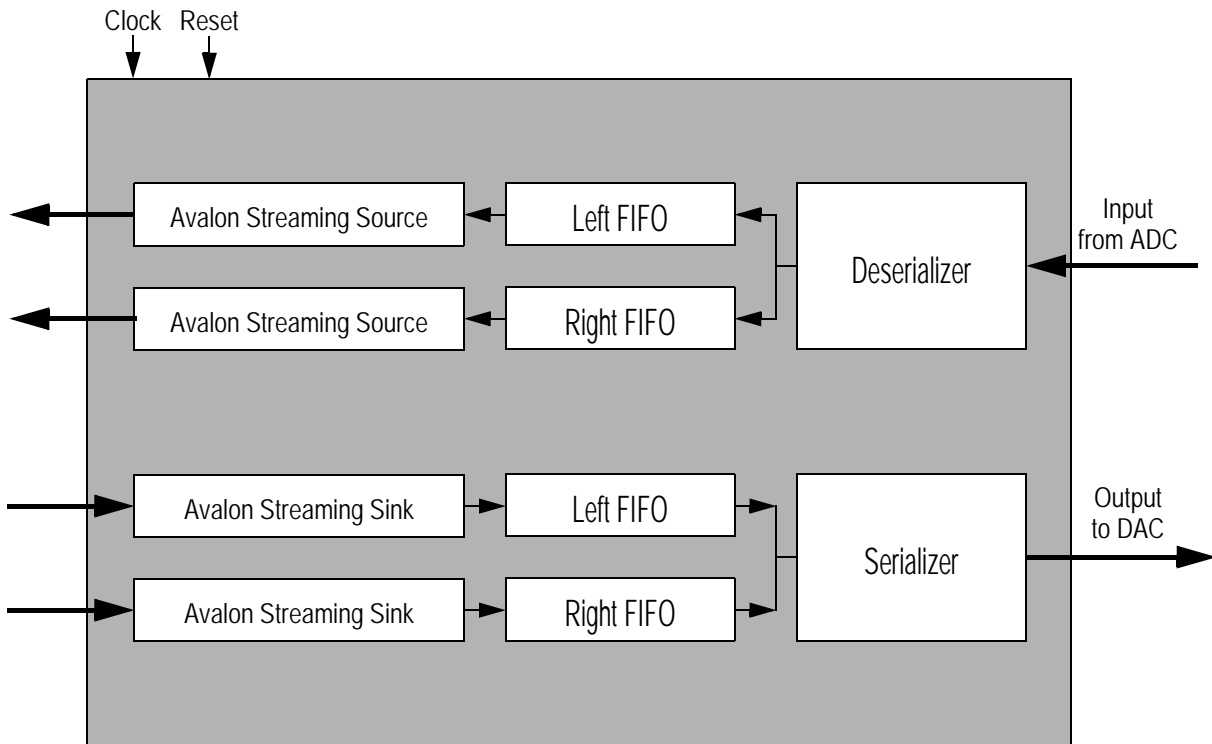 Clock Reset
Avalon Streaming Source
Left FIFO
Deserializer
Input
from ADC
Avalon Streaming Source
Right FIFO
Avalon Streaming Sink
Left FIFO
Serializer
Output
to DAC
Avalon Streaming Sink
Right FIFO